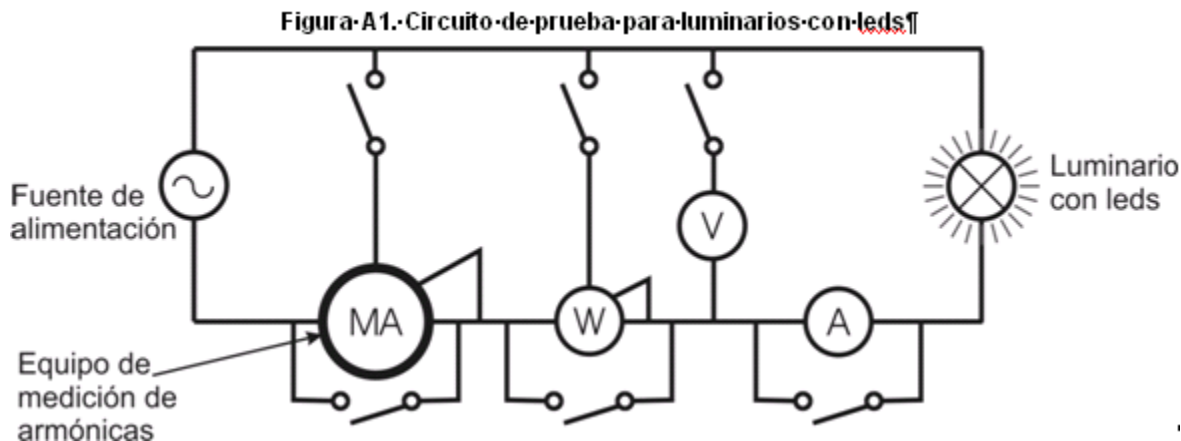 Figura·A1.·Circuito·de·prueba·para·luminarios·con·leds¶
Fuente de
alimentación
V
Luminario
con leds
MA
W
A
Equipo de
medición de
armónicas